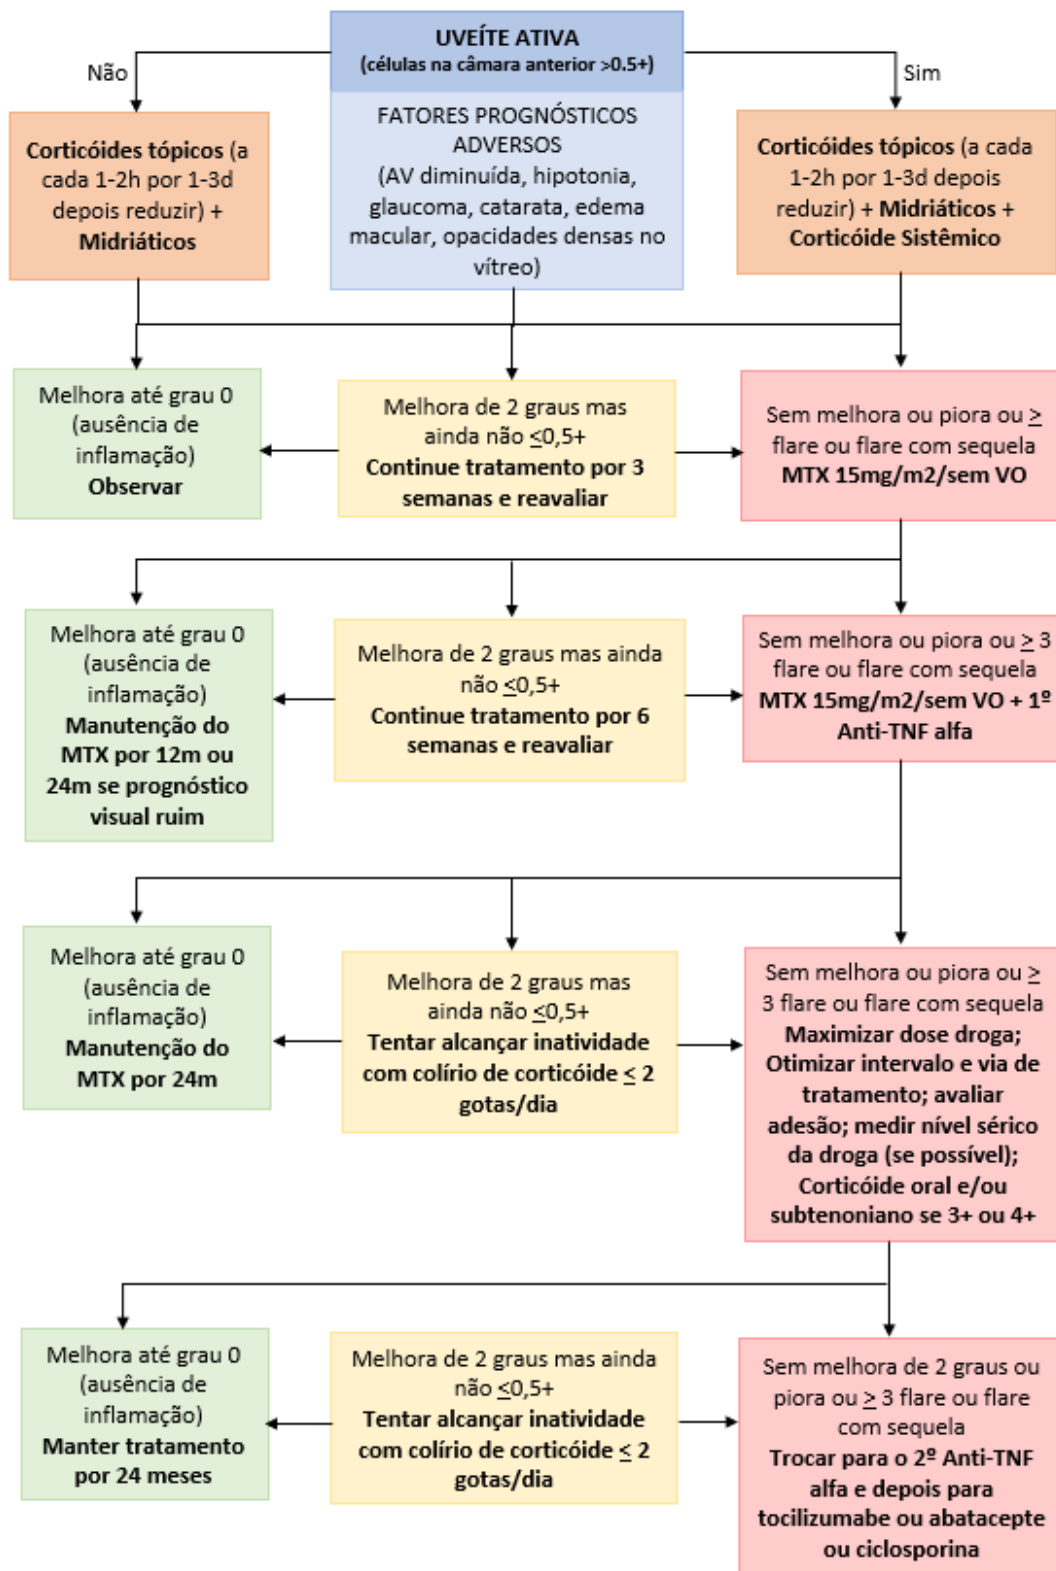 UVEÍTE ATIVA
(células na câmara anterior >0.5+)
Não
Sim
FATORES PROGNÓSTICOS
ADVERSOS
(AV diminuída, hipotonia,
glaucoma, catarata, edema
macular, opacidades densas no
vítreo)
Corticóides tópicos (a
cada 1-2h por 1-3d
depois reduzir) +
Midriáticos
Corticóides tópicos (a cada
1-2h por 1-3d depois
reduzir) + Midriáticos +
Corticóide Sistêmico
Melhora até grau 0
(ausência de
inflamação)
Observar
Melhora de 2 graus mas
ainda não ≤0,5+
Continue tratamento por 3
semanas e reavaliar
Sem melhora ou piora ou ≥
flare ou flare com sequela
MTX 15mg/m2/sem VO
Melhora até grau 0
(ausência de
inflamação)
Manutenção do
MTX por 12m ou
24m se prognóstico
visual ruim
Melhora de 2 graus mas ainda
não ≤0,5+
Continue tratamento por 6
semanas e reavaliar
Sem melhora ou piora ou ≥ 3
flare ou flare com sequela
MTX 15mg/m2/sem VO + 1º
Anti-TNF alfa
Melhora até grau 0
(ausência de
inflamação)
Manutenção do
MTX por 24m
Melhora de 2 graus mas
ainda não ≤0,5+
Tentar alcançar inatividade
com colírio de corticóide ≤ 2
gotas/dia
Sem melhora ou piora ou ≥
3 flare ou flare com sequela
Maximizar dose droga;
Otimizar intervalo e via de
tratamento; avaliar
adesão; medir nível sérico
da droga (se possível);
Corticóide oral e/ou
subtenoniano se 3+ ou 4+
Melhora até grau 0
(ausência de
inflamação)
Manter tratamento
por 24 meses
Melhora de 2 graus mas ainda
não ≤0,5+
Tentar alcançar inatividade
com colírio de corticóide ≤ 2
gotas/dia
Sem melhora de 2 graus ou
piora ou ≥ 3 flare ou flare
com sequela
Trocar para o 2º Anti-TNF
alfa e depois para
tocilizumabe ou abatacepte
ou ciclosporina